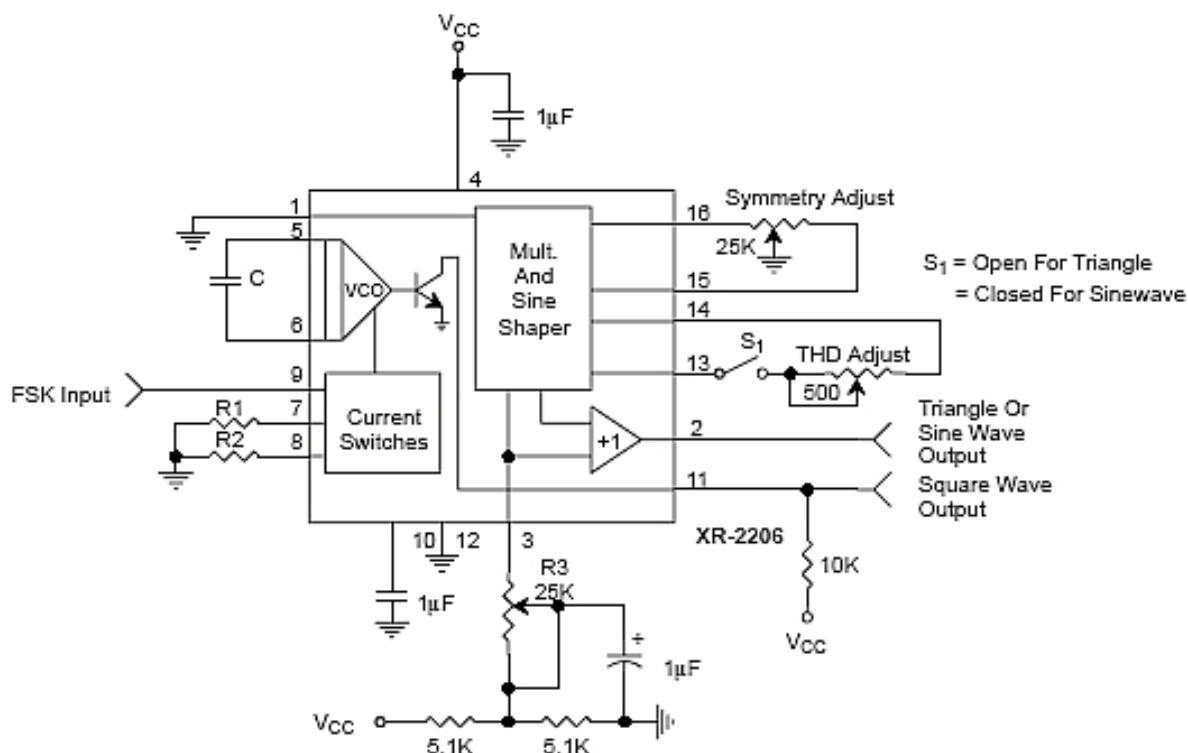 VCC
1µF
4
1
16
Symmetry Adjust
5
25K
Mult.
And
Sine
Shaper
S1 = Open For Triangle
= Closed For Sinewave
C
VCO
15
6
14
S1
THD Adjust
13
500
9
FSK Input
R1
7
R2
8
Current
Switches
+1
2
Triangle Or
Sine Wave
Output
11
Square Wave
Output
XR-2206
10
12
3
10K
R3
25K
1µF
VCC
+
1µF
VCC
5.1K
5.1K